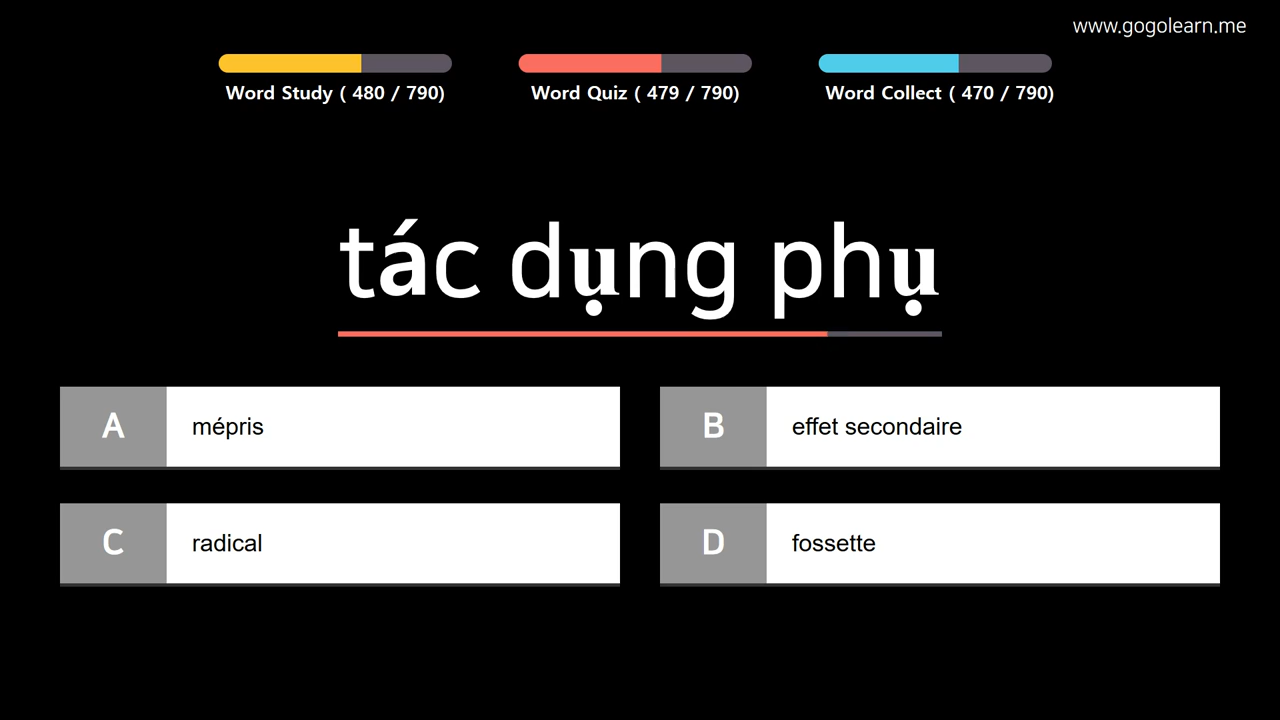 www.gogolearn.me
Word Study ( 480 / 790)
Word Quiz ( 479 / 790)
Word Collect ( 470 / 790)
tác dụng phụ
A
mépris
B
effet secondaire
C
radical
D
fossette